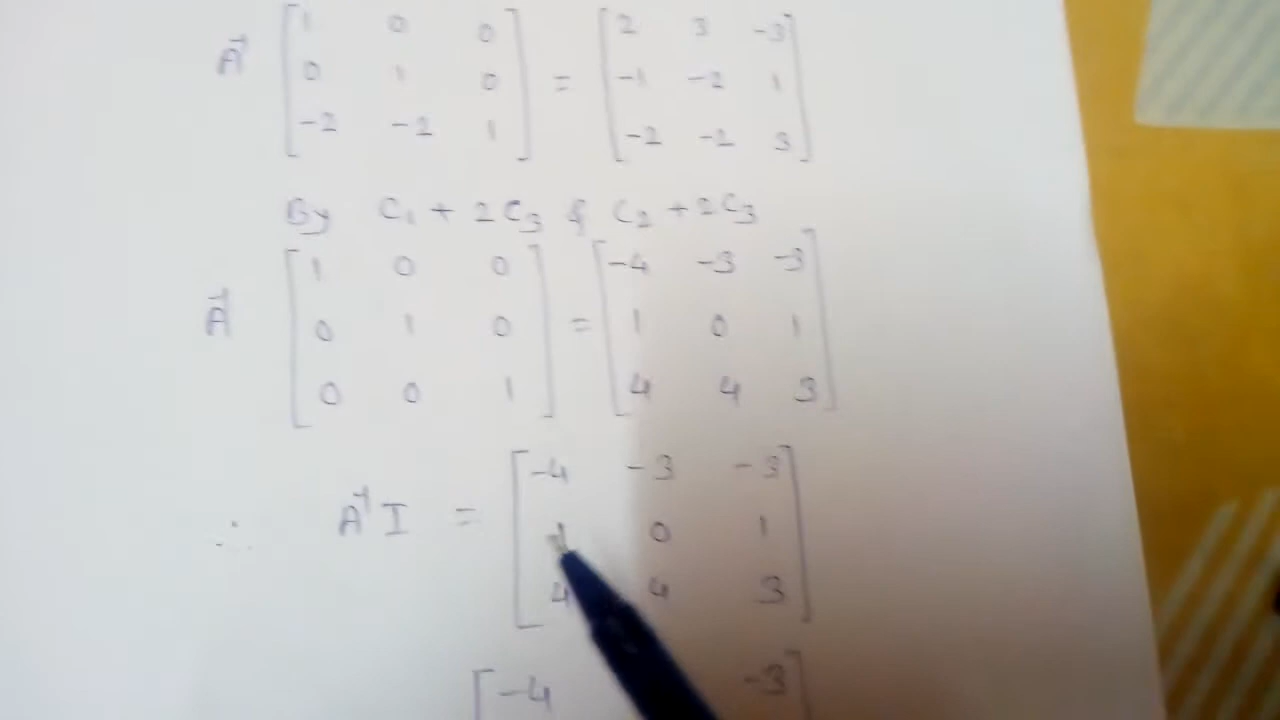 A⁻¹ [1 0 0 = [2 3 -3
0 1 0 -1 -2 1
-2 -2 1] -2 -2 3]
By C₁ + 2C₃ & C₂ + 2C₃
A⁻¹ [1 0 0 = [-4 -3 -3
0 1 0 1 0 1
0 0 1] 4 4 3]
∴ A⁻¹ I = [-4 -3 -3
1 0 1
4 4 3]
[-4 -3]